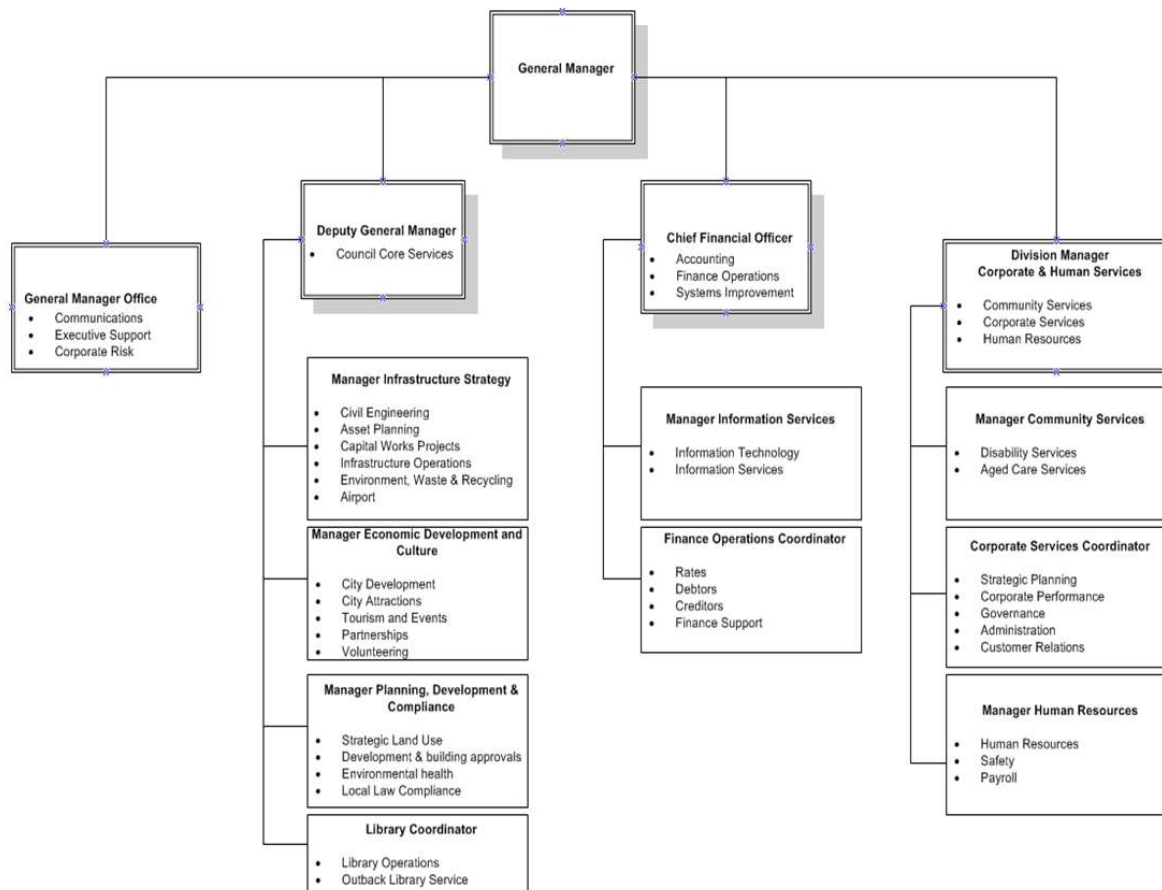 General Manager
General Manager Office
• Communications
• Executive Support
• Corporate Risk
Deputy General Manager
• Council Core Services
Manager Infrastructure Strategy
• Civil Engineering
• Asset Planning
• Capital Works Projects
• Infrastructure Operations
• Environment, Waste & Recycling
• Airport
Manager Economic Development and
Culture
• City Development
• City Attractions
• Tourism and Events
• Partnerships
• Volunteering
Manager Planning, Development &
Compliance
• Strategic Land Use
• Development & building approvals
• Environmental health
• Local Law Compliance
Library Coordinator
• Library Operations
• Outback Library Service
Chief Financial Officer
• Accounting
• Finance Operations
• Systems Improvement
Manager Information Services
• Information Technology
• Information Services
Finance Operations Coordinator
• Rates
• Debtors
• Creditors
• Finance Support
Division Manager
Corporate & Human Services
• Community Services
• Corporate Services
• Human Resources
Manager Community Services
• Disability Services
• Aged Care Services
Corporate Services Coordinator
• Strategic Planning
• Corporate Performance
• Governance
• Administration
• Customer Relations
Manager Human Resources
• Human Resources
• Safety
• Payroll